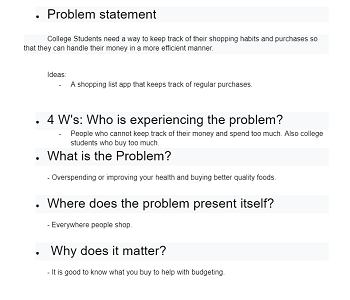 • Problem statement
College Students need a way to keep track of their shopping habits and purchases so
that they can handle their money in a more efficient manner.
Ideas:
- A shopping list app that keeps track of regular purchases.
• 4 W's: Who is experiencing the problem?
- People who cannot keep track of their money and spend too much. Also college
students who buy too much.
• What is the Problem?
- Overspending or improving your health and buying better quality foods.
• Where does the problem present itself?
- Everywhere people shop.
• Why does it matter?
- It is good to know what you buy to help with budgeting.